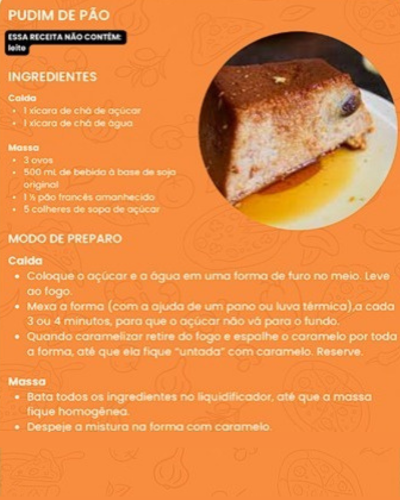 PUDIM DE PÃO
ESSA RECEITA NÃO CONTÉM:
leite
INGREDIENTES
Calda
• 1 xícara de chá de açúcar
• 1 xícara de chá de água
Massa
• 3 ovos
• 500 mL de bebida à base de soja
original
• 1 ½ pão francês amanhecido
• 5 colheres de sopa de açúcar
MODO DE PREPARO
Calda
• Coloque o açúcar e a água em uma forma de furo no meio. Leve
ao fogo.
• Mexa a forma (com a ajuda de um pano ou luva térmica),a cada
3 ou 4 minutos, para que o açúcar não vá para o fundo.
• Quando caramelizar retire do fogo e espalhe o caramelo por toda
a forma, até que ela fique “untada” com caramelo. Reserve.
Massa
• Bata todos os ingredientes no liquidificador, até que a massa
fique homogênea.
• Despeje a mistura na forma com caramelo.